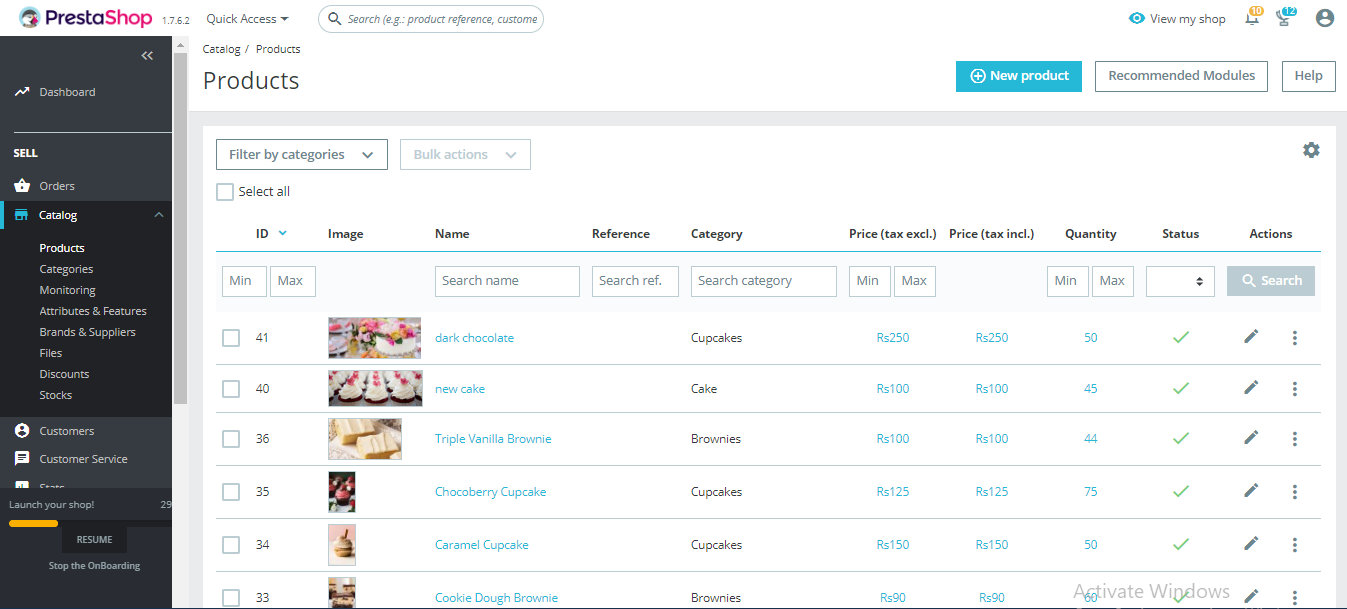 PrestaShop 1.7.6.2 Quick Access Search (e.g.: product reference, custome View my shop 10 12
Catalog / Products
Products
New product Recommended Modules Help
Dashboard
SELL
Orders
Catalog
Products
Categories
Monitoring
Attributes & Features
Brands & Suppliers
Files
Discounts
Stocks
Customers
Customer Service
Stats
Launch your shop! 29
RESUME
Stop the OnBoarding
Filter by categories Bulk actions
Select all
ID Image Name Reference Category Price (tax excl.) Price (tax incl.) Quantity Status Actions
Min Max Search name Search ref. Search category Min Max Min Max Search
41 dark chocolate Cupcakes Rs250 Rs250 50
40 new cake Cake Rs100 Rs100 45
36 Triple Vanilla Brownie Brownies Rs100 Rs100 44
35 Chocoberry Cupcake Cupcakes Rs125 Rs125 75
34 Caramel Cupcake Cupcakes Rs150 Rs150 50
33 Cookie Dough Brownie Brownies Rs90 Rs90 60
Activate Windows